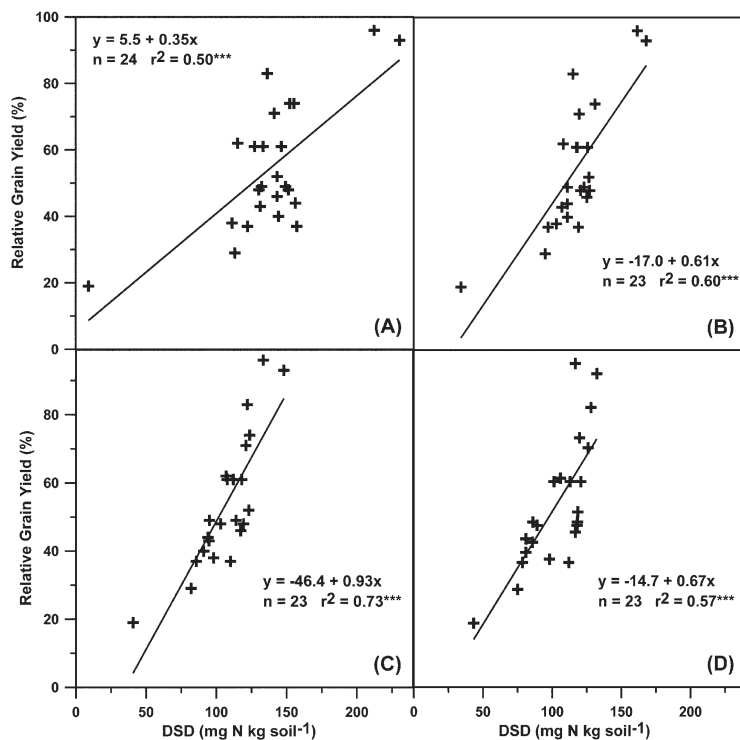 100
80
60
40
20
0
Relative Grain Yield (%)
y = 5.5 + 0.35x
n = 24 r² = 0.50***
(A)
y = -17.0 + 0.61x
n = 23 r² = 0.60***
(B)
80
60
40
20
0
Relative Grain Yield (%)
y = -46.4 + 0.93x
n = 23 r² = 0.73***
(C)
y = -14.7 + 0.67x
n = 23 r² = 0.57***
(D)
0 50 100 150 200 0 50 100 150 200
DSD (mg N kg soil⁻¹) DSD (mg N kg soil⁻¹)